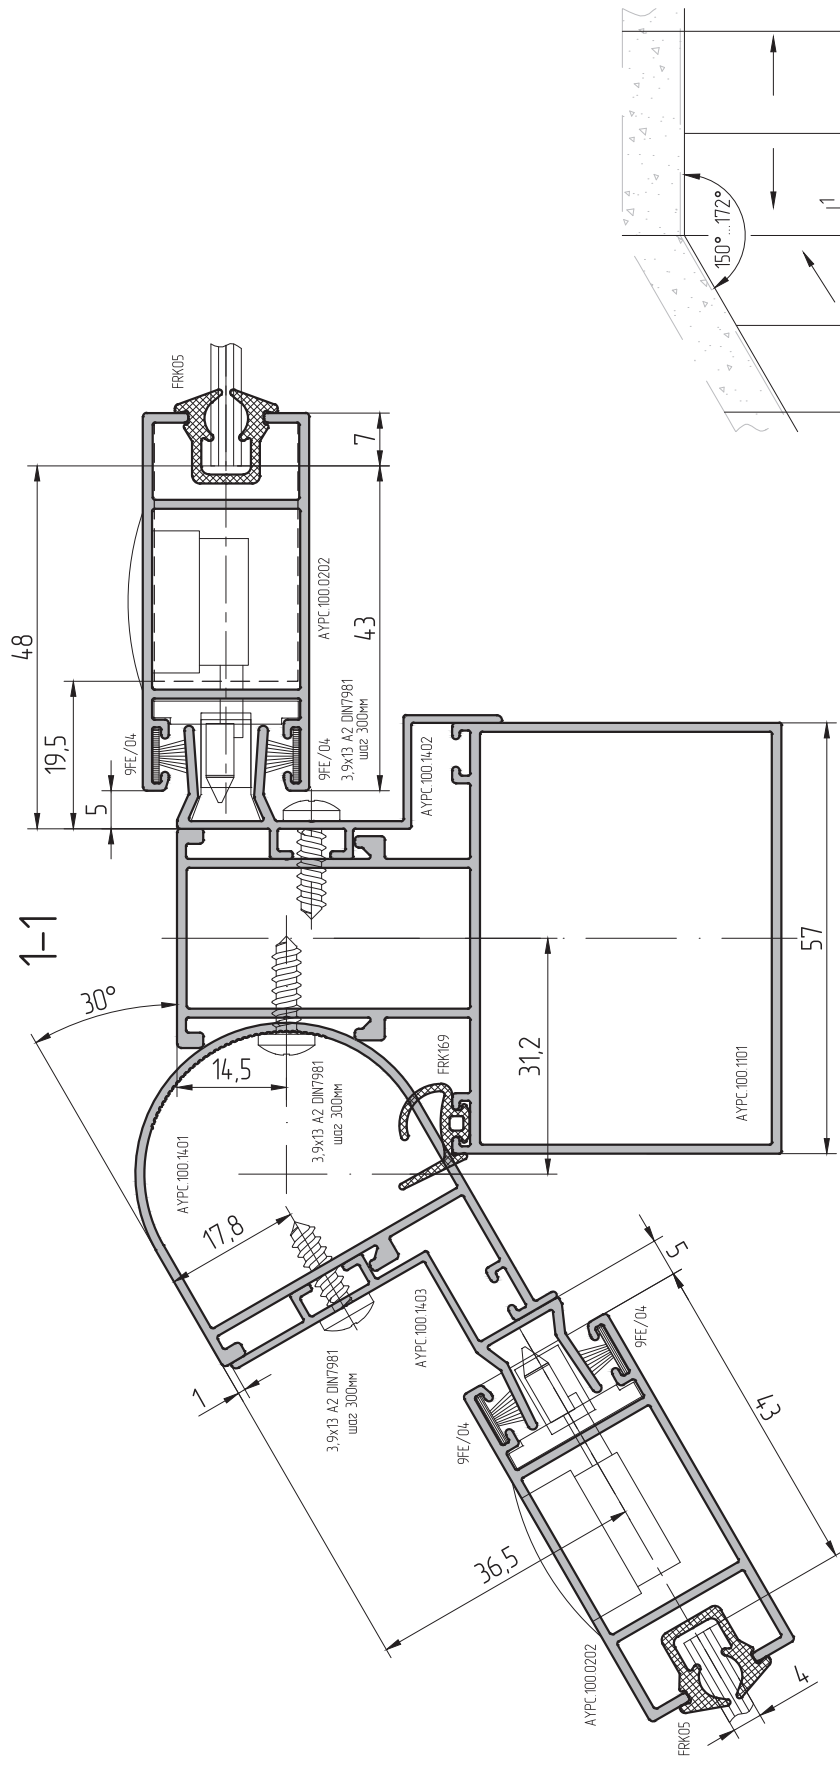 150°...172°
1
FRK05
7
48
AYPC.100.0202
43
19,5
9FE/04
9FE/04
3,9x13 A2 DIN7981
шаг 300мм
5
AYPC.100.1402
1-1
57
30°
31,2
14,5
FRK169
3,9x13 A2 DIN7981
шаг 300мм
AYPC.100.1101
AYPC.100.1401
17,8
5
AYPC.100.1403
9FE/04
1
3,9x13 A2 DIN7981
шаг 300мм
43
9FE/04
36,5
AYPC.100.0202
4
FRK05